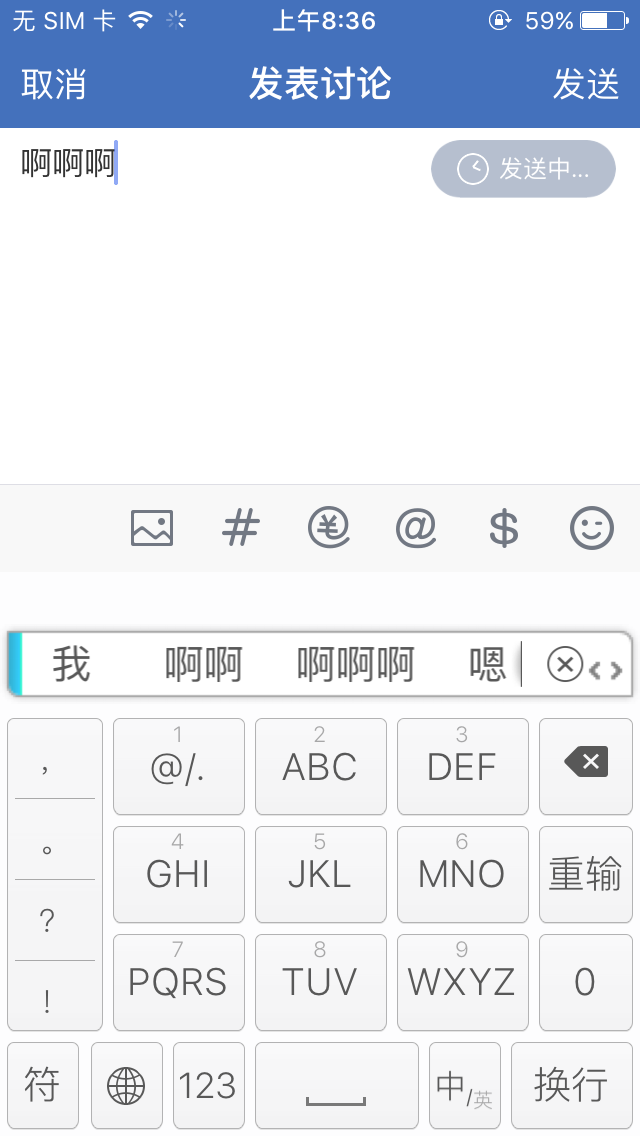 无 SIM 卡 上午8:36 59%
取消 发表讨论 发送
啊啊啊 发送中...
# ¥ @ $
我 啊啊 啊啊啊 嗯
， 1 @/. 2 ABC 3 DEF
。 4 GHI 5 JKL 6 MNO 重输
? 7 PQRS 8 TUV 9 WXYZ 0
!
符 123 中/英 换行